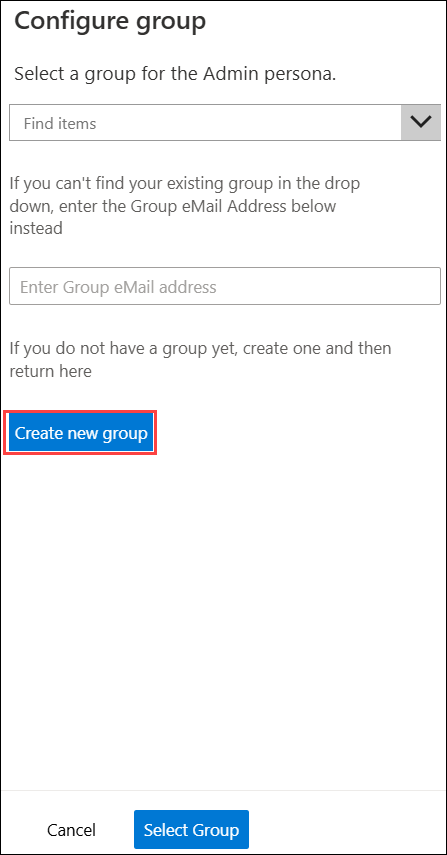 Configure group
Select a group for the Admin persona.
Find items
If you can't find your existing group in the drop
down, enter the Group eMail Address below
instead
Enter Group eMail address
If you do not have a group yet, create one and then
return here
Create new group
Cancel
Select Group